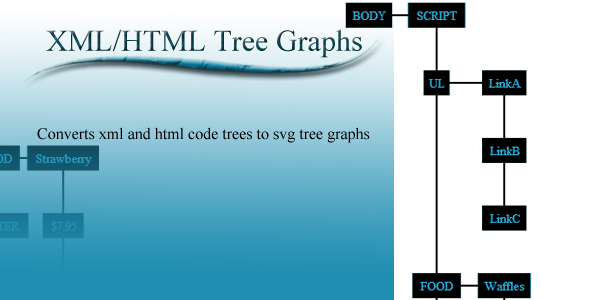 BODY SCRIPT
XML/HTML Tree Graphs
UL LinkA
Converts xml and html code trees to svg tree graphs
LinkB
OD Strawberry
LinkC
TER $7.95
FOOD Waffles